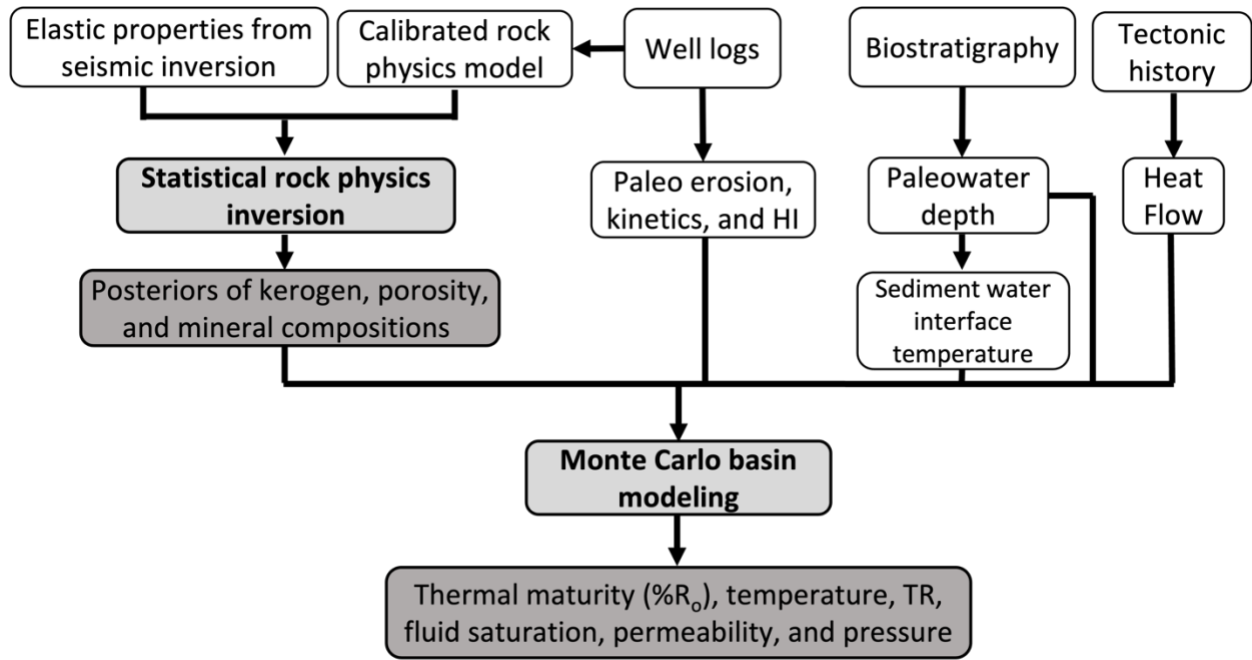 Elastic properties from
seismic inversion
Calibrated rock
physics model
Well logs
Biostratigraphy
Tectonic
history
Statistical rock physics
inversion
Paleo erosion,
kinetics, and HI
Paleowater
depth
Heat
Flow
Posteriors of kerogen, porosity,
and mineral compositions
Sediment water
interface
temperature
Monte Carlo basin
modeling
Thermal maturity (%Rₒ), temperature, TR,
fluid saturation, permeability, and pressure